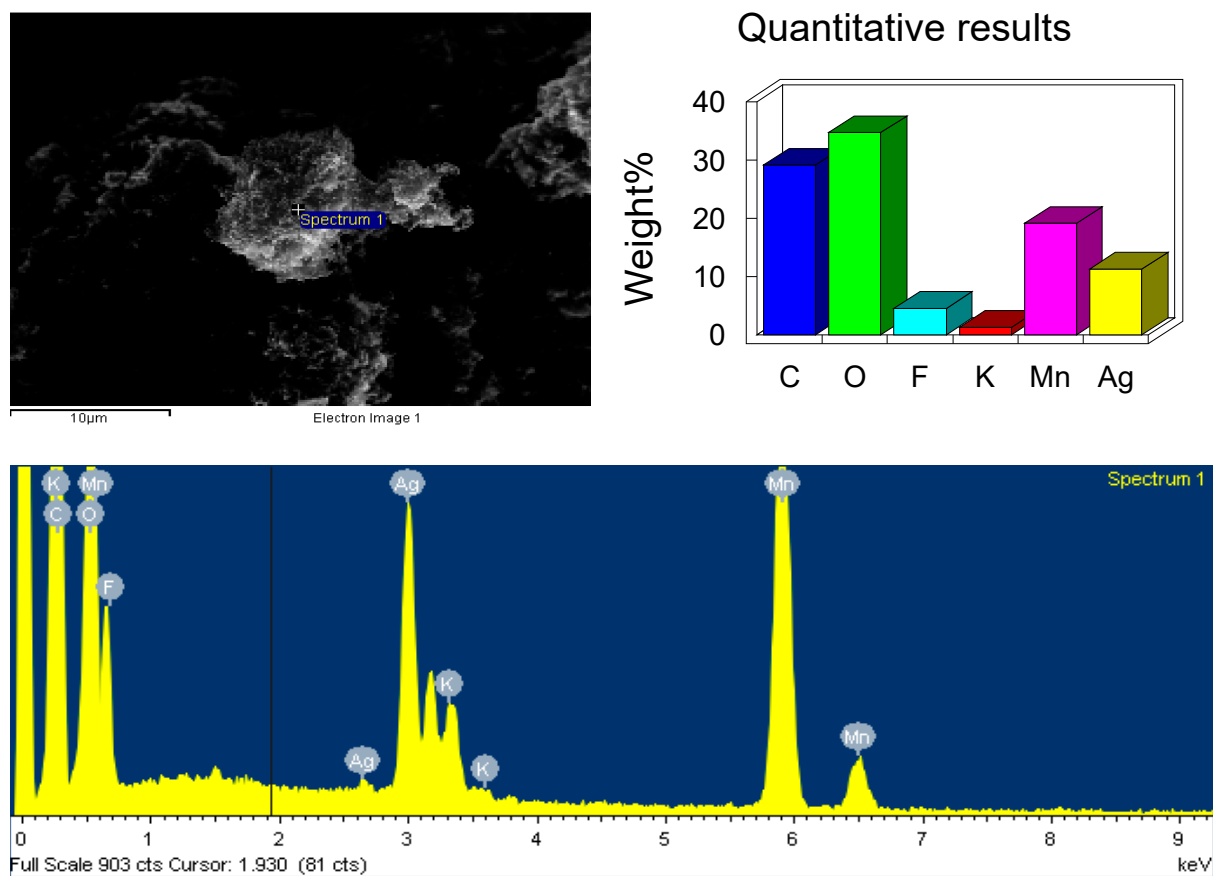 Spectrum 1
10µm
Electron Image 1
Quantitative results
Weight%
40
30
20
10
0
C O F K Mn Ag
Spectrum 1
K Mn Ag Mn
C O
F
K
Mn
Ag
K
0 1 2 3 4 5 6 7 8 9
Full Scale 903 cts Cursor: 1.930 (81 cts)
keV